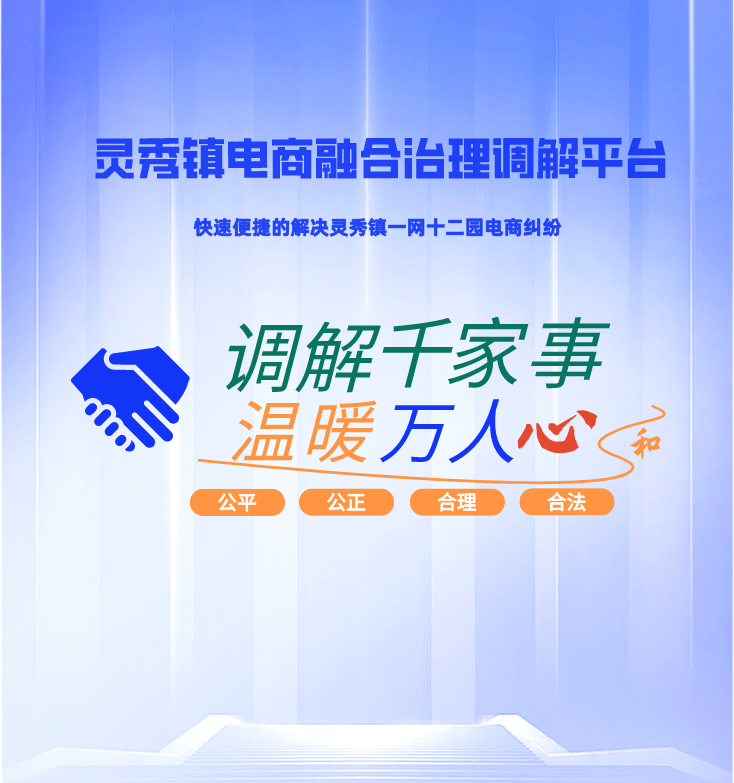 灵秀镇电商融合治理调解平台
快速便捷的解决灵秀镇一网十二园电商纠纷
调解千家事
温暖万人心
和
公平 公正 合理 合法